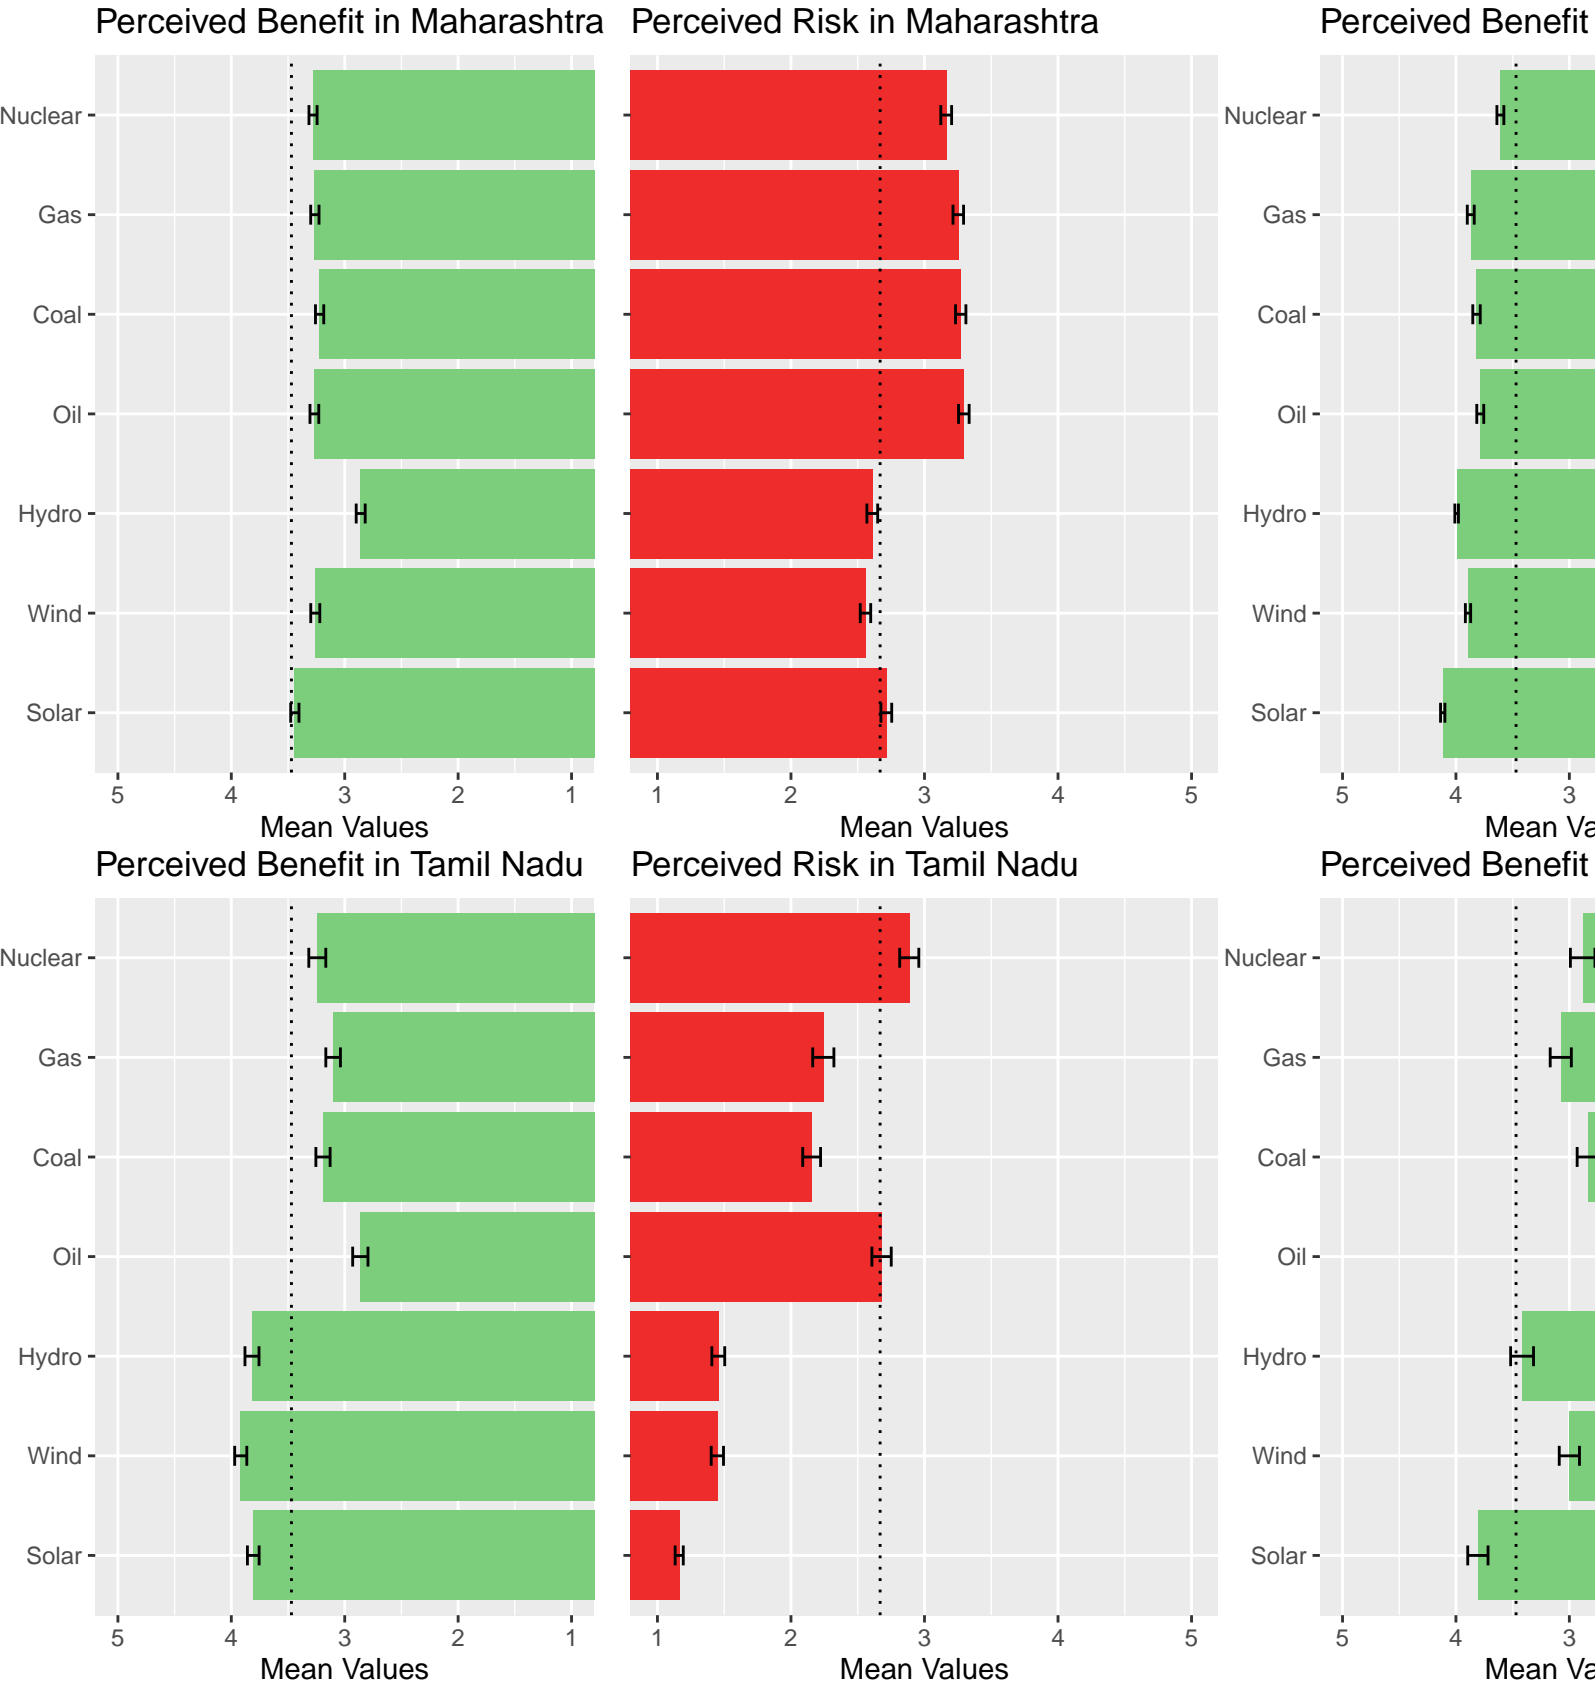 Perceived Benefit in Maharashtra
Nuclear
Gas
Coal
Oil
Hydro
Wind
Solar
5 4 3 2 1
Mean Values
Perceived Risk in Maharashtra
1 2 3 4 5
Mean Values
Perceived Benefit
Nuclear
Gas
Coal
Oil
Hydro
Wind
Solar
5 4 3
Mean Va
Perceived Benefit in Tamil Nadu
Nuclear
Gas
Coal
Oil
Hydro
Wind
Solar
5 4 3 2 1
Mean Values
Perceived Risk in Tamil Nadu
1 2 3 4 5
Mean Values
Perceived Benefit
Nuclear
Gas
Coal
Oil
Hydro
Wind
Solar
5 4 3
Mean Va